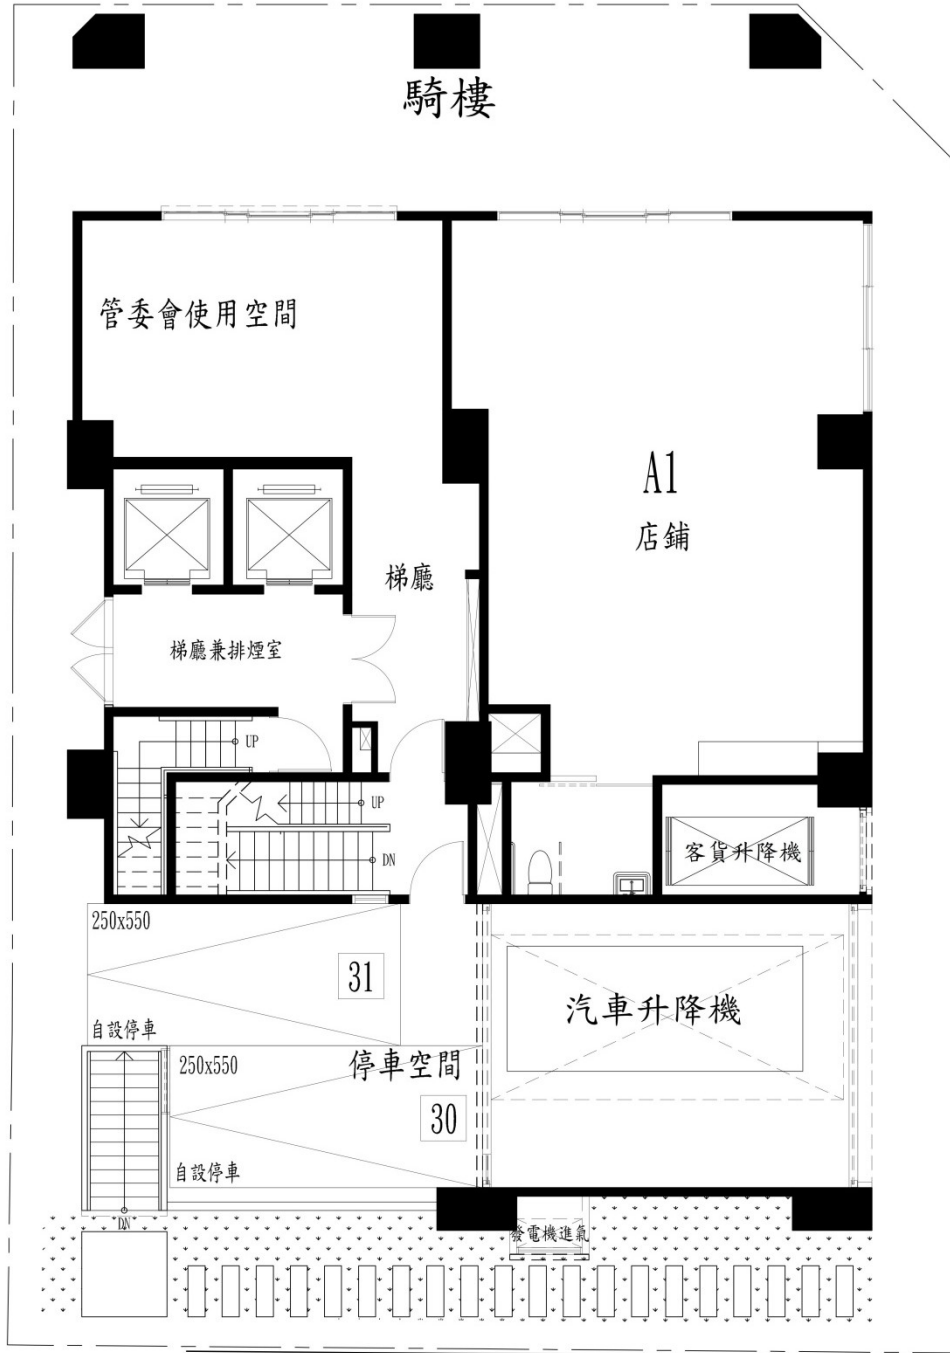 騎樓
管委會使用空間
A1
店鋪
梯廳
梯廳兼排煙室
UP
UP
DN
客貨升降機
250x550
31
自設停車
汽車升降機
250x550
停車空間
30
自設停車
DN
發電機進氣